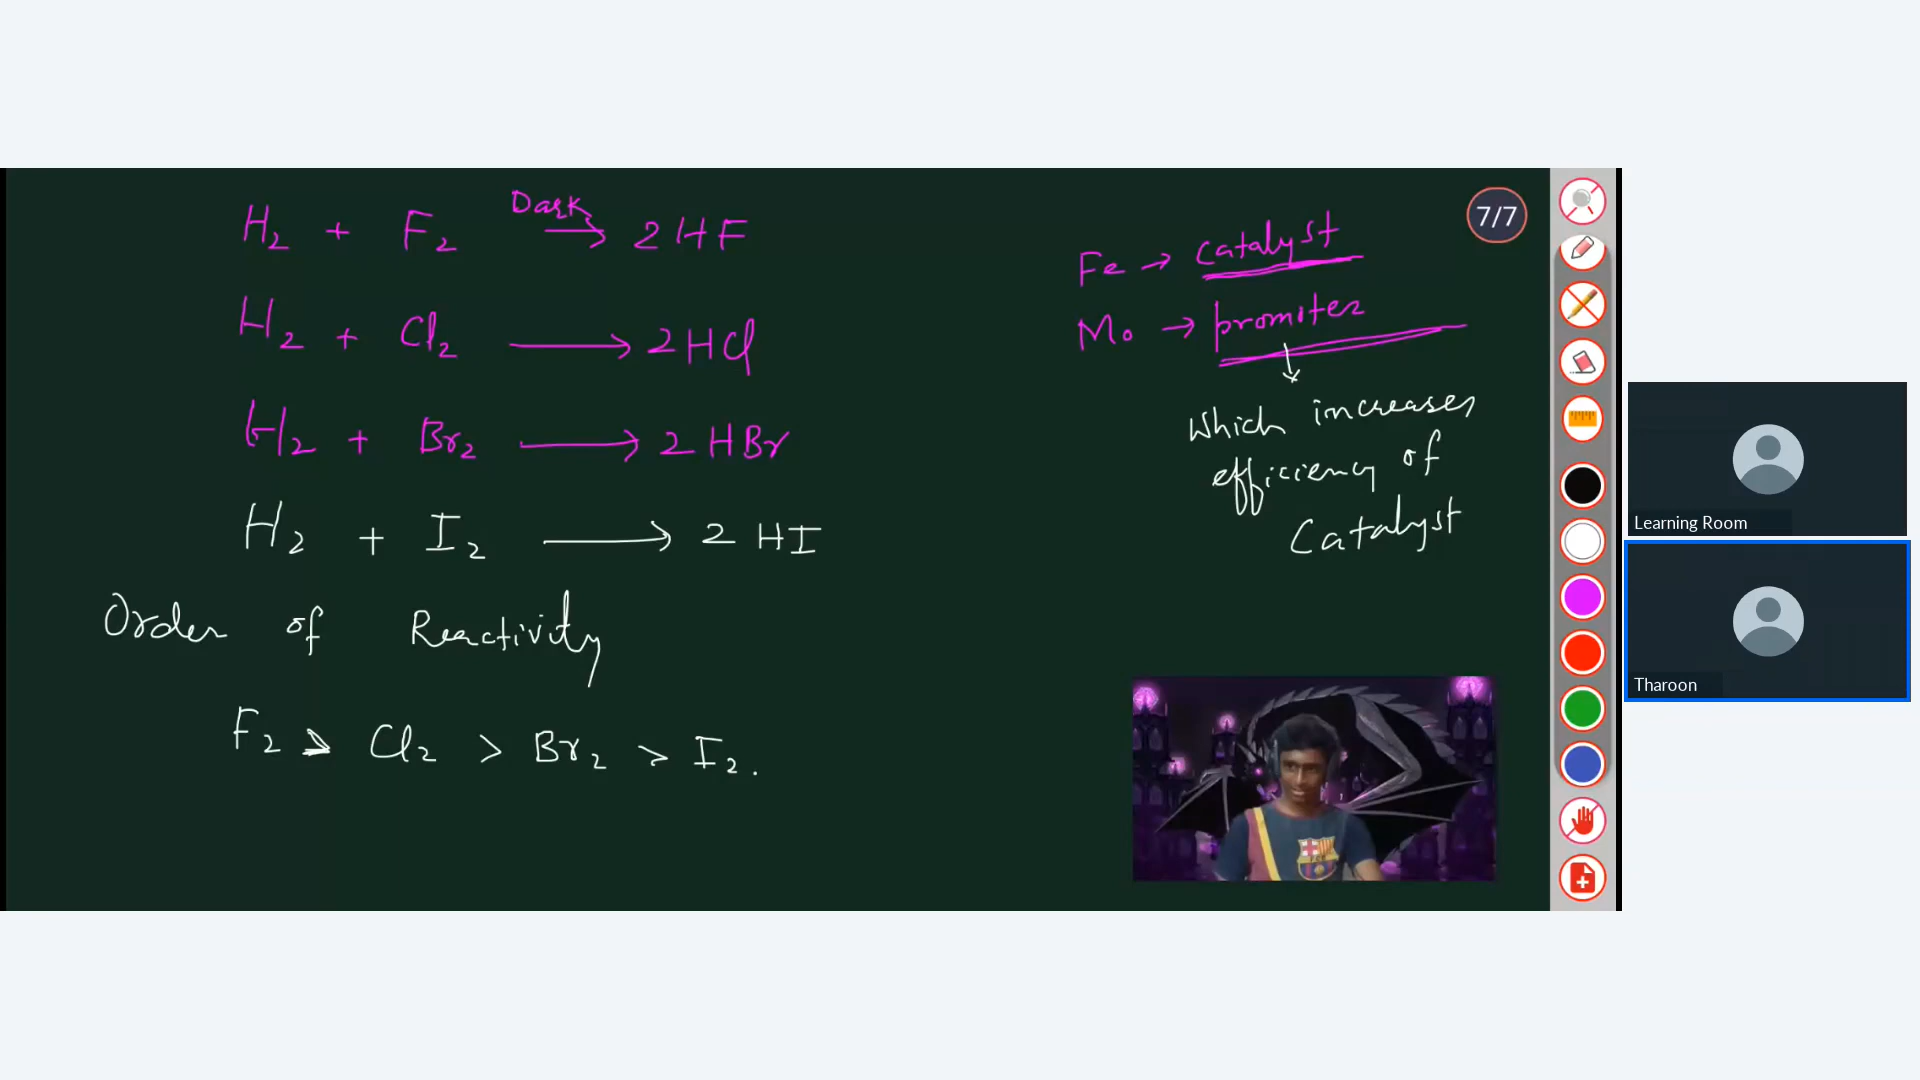 H₂ + F₂ Dark → 2HF
H₂ + Cl₂ → 2HCl
H₂ + Br₂ → 2HBr
H₂ + I₂ → 2HI
Order of Reactivity
F₂ > Cl₂ > Br₂ > I₂.
Fe → catalyst
Mo → promoter
↓
Which increases
efficiency of
Catalyst
7/7
Learning Room
Tharoon